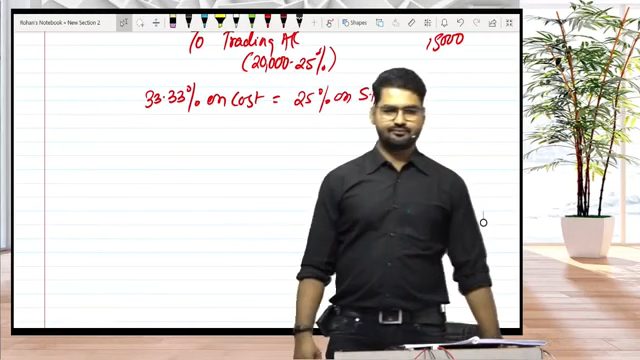 Rohan's Notebook » New Section 2
Shapes
To Trading A/c 15000
(20,000-25%)
33.33% on Cost = 25% on S.